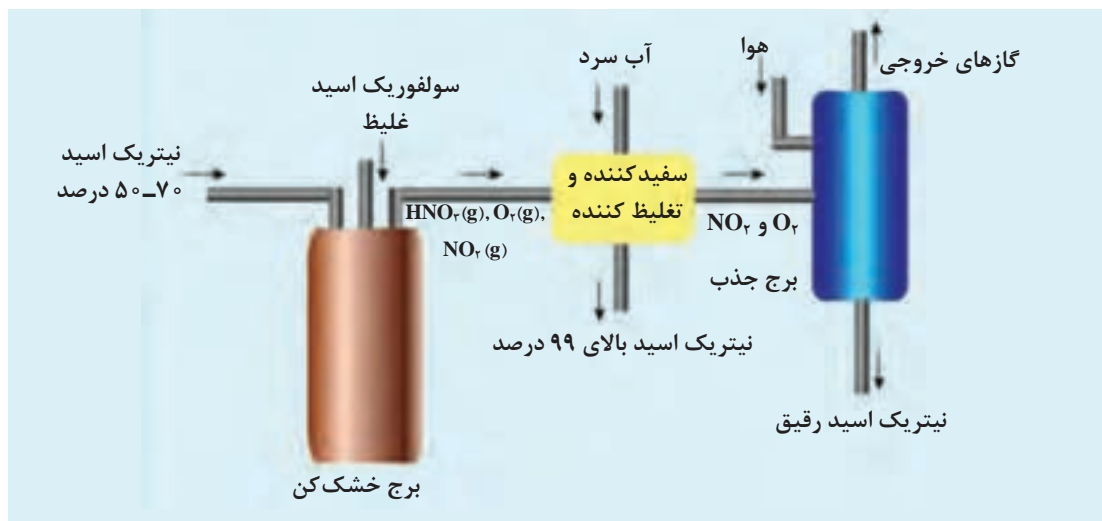 گازهای خروجی
هوا
آب سرد
سولفوریک اسید
غلیظ
نیتریک اسید
۵۰ــ۷۰ درصد
سفیدکننده و
تغلیظ کننده
HNO۳(g), O۲(g),
NO۲ (g)
NO۲ و O۲
برج جذب
نیتریک اسید بالای ۹۹ درصد
نیتریک اسید رقیق
برج خشک‌کن